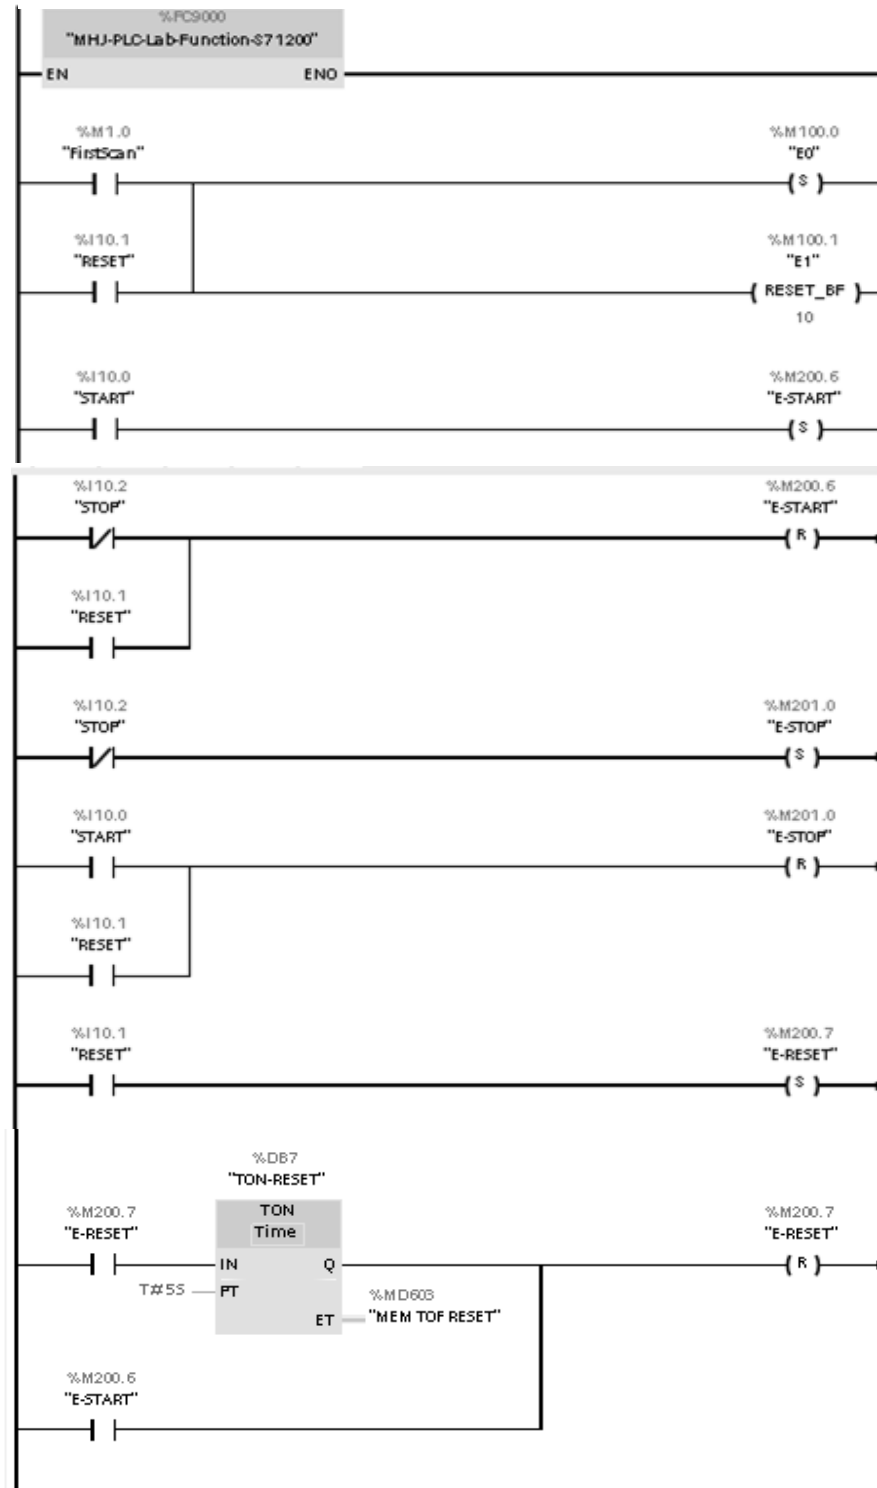 %FC9000
"MHJ-PLC-Lab-Function-S71200"
EN ENO
%M1.0 %M100.0
"FirstScan" "E0"
S
%I10.1 %M100.1
"RESET" "E1"
RESET_BF
10
%I10.0 %M200.6
"START" "E-START"
S
%I10.2 %M200.6
"STOP" "E-START"
R
%I10.1
"RESET"
%I10.2 %M201.0
"STOP" "E-STOP"
S
%I10.0 %M201.0
"START" "E-STOP"
R
%I10.1
"RESET"
%I10.1 %M200.7
"RESET" "E-RESET"
S
%DB7
"TON-RESET"
%M200.7 TON %M200.7
"E-RESET" Time "E-RESET"
IN Q R
T#5S PT %MD603
ET "MEM TOF RESET"
%M200.6
"E-START"